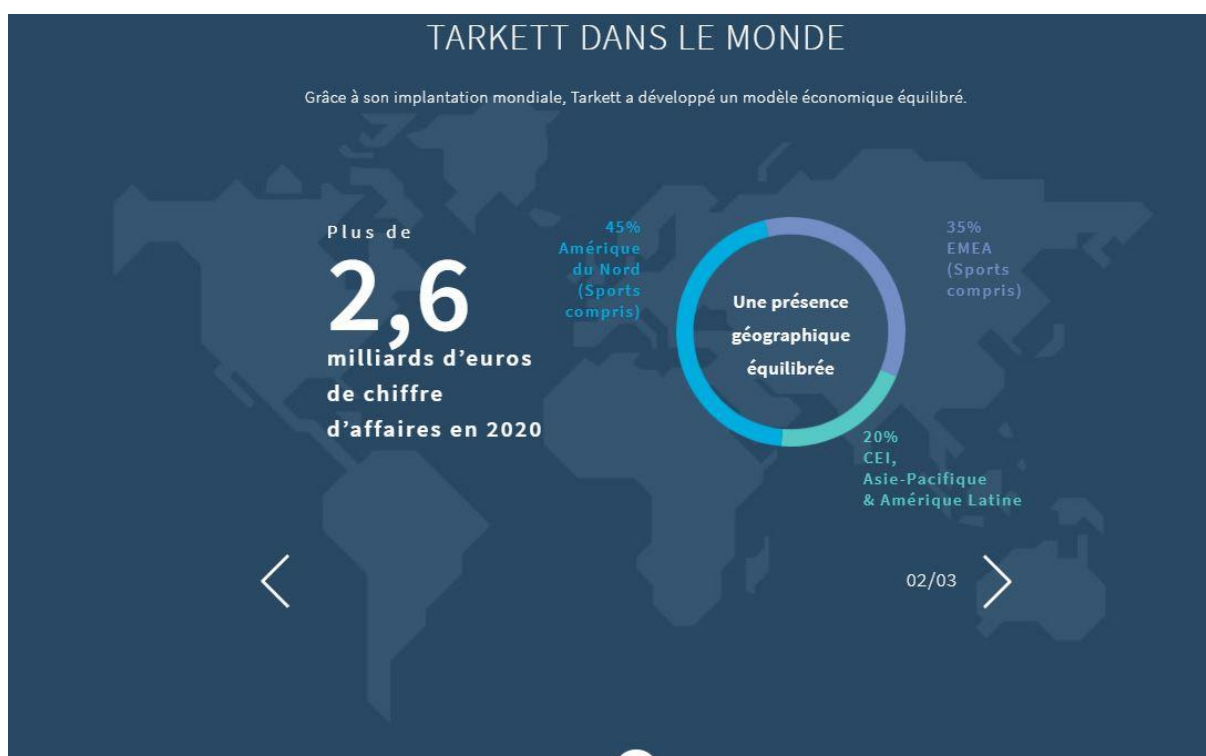 TARKETT DANS LE MONDE
Grâce à son implantation mondiale, Tarkett a développé un modèle économique équilibré.
Plus de
2,6
milliards d'euros
de chiffre
d'affaires en 2020
45%
Amérique
du Nord
(Sports
compris)
Une présence
géographique
équilibrée
35%
EMEA
(Sports
compris)
20%
CEI,
Asie-Pacifique
& Amérique Latine
02/03